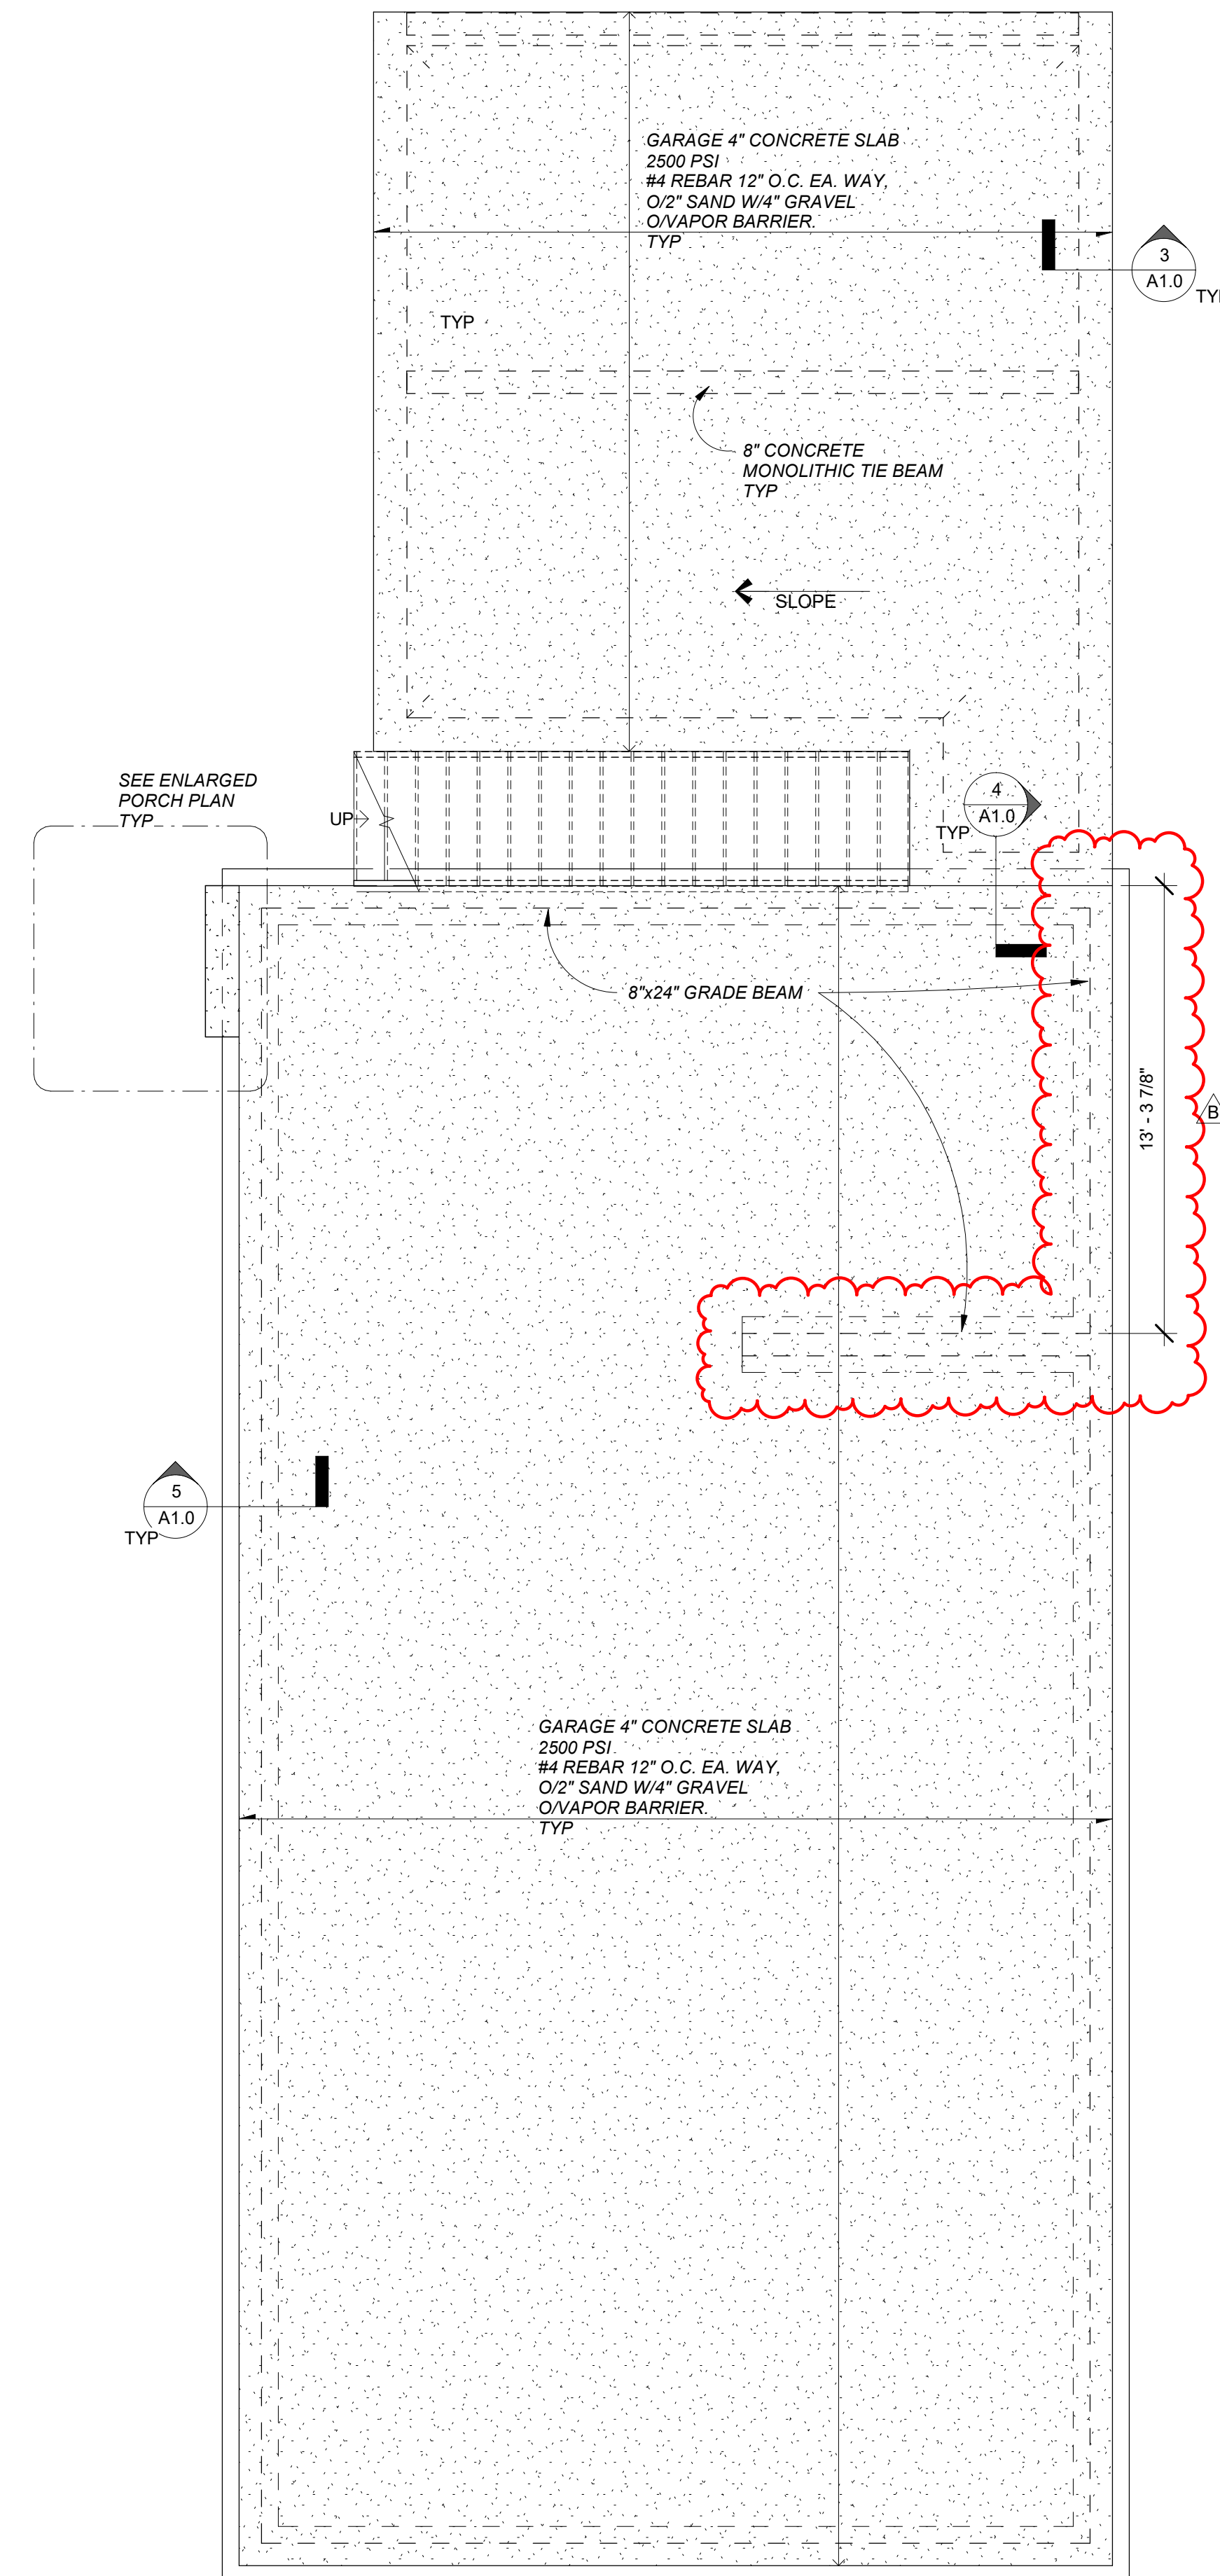 GARAGE 4" CONCRETE SLAB
2500 PSI
#4 REBAR 12" O.C. EA. WAY,
O/2" SAND W/4" GRAVEL
O/VAPOR BARRIER.
TYP
3
A1.0
TYP
8" CONCRETE
MONOLITHIC TIE BEAM
TYP
SLOPE
SEE ENLARGED
PORCH PLAN
TYP
UP
4
A1.0
TYP
8"x24" GRADE BEAM
13' - 3 7/8"
B
5
A1.0
TYP
GARAGE 4" CONCRETE SLAB
2500 PSI
#4 REBAR 12" O.C. EA. WAY,
O/2" SAND W/4" GRAVEL
O/VAPOR BARRIER.
TYP